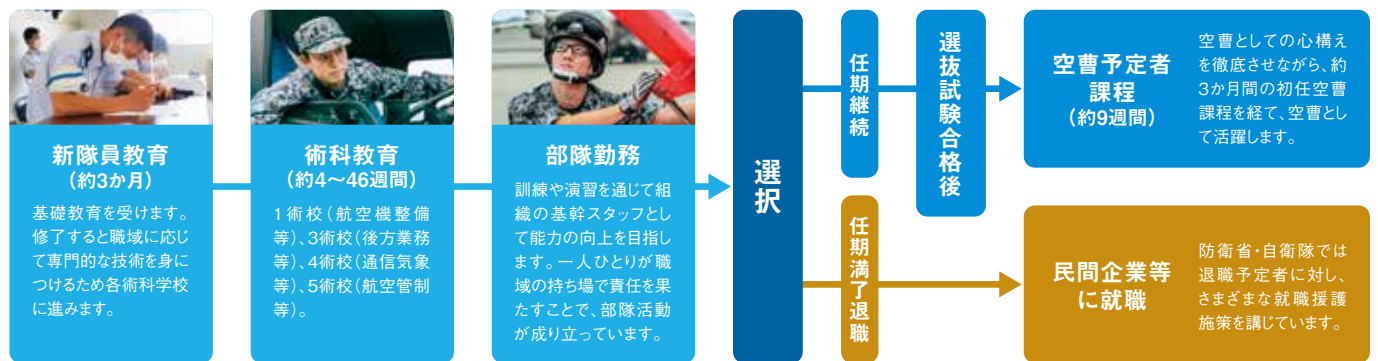 新隊員教育
（約3か月）
基礎教育を受けます。
修了すると職域に応じ
て専門的な技術を身に
つけるため各術科学校
に進みます。
術科教育
（約4〜46週間）
1術校（航空機整備
等）、3術校（後方業務
等）、4術校（通信気象
等）、5術校（航空管制
等）。
部隊勤務
訓練や演習を通じて組
織の基幹スタッフとし
て能力の向上を目指し
ます。一人ひとりが職
域の持ち場で責任を果
たすことで、部隊活動
が成り立っています。
選択
任期継続
選抜試験合格後
空曹予定者
課程
（約9週間）
空曹としての心構え
を徹底させながら、約
3か月間の初任空曹
課程を経て、空曹とし
て活躍します。
任期満了退職
民間企業等
に就職
防衛省・自衛隊では
退職予定者に対し、
さまざまな就職援護
施策を講じています。